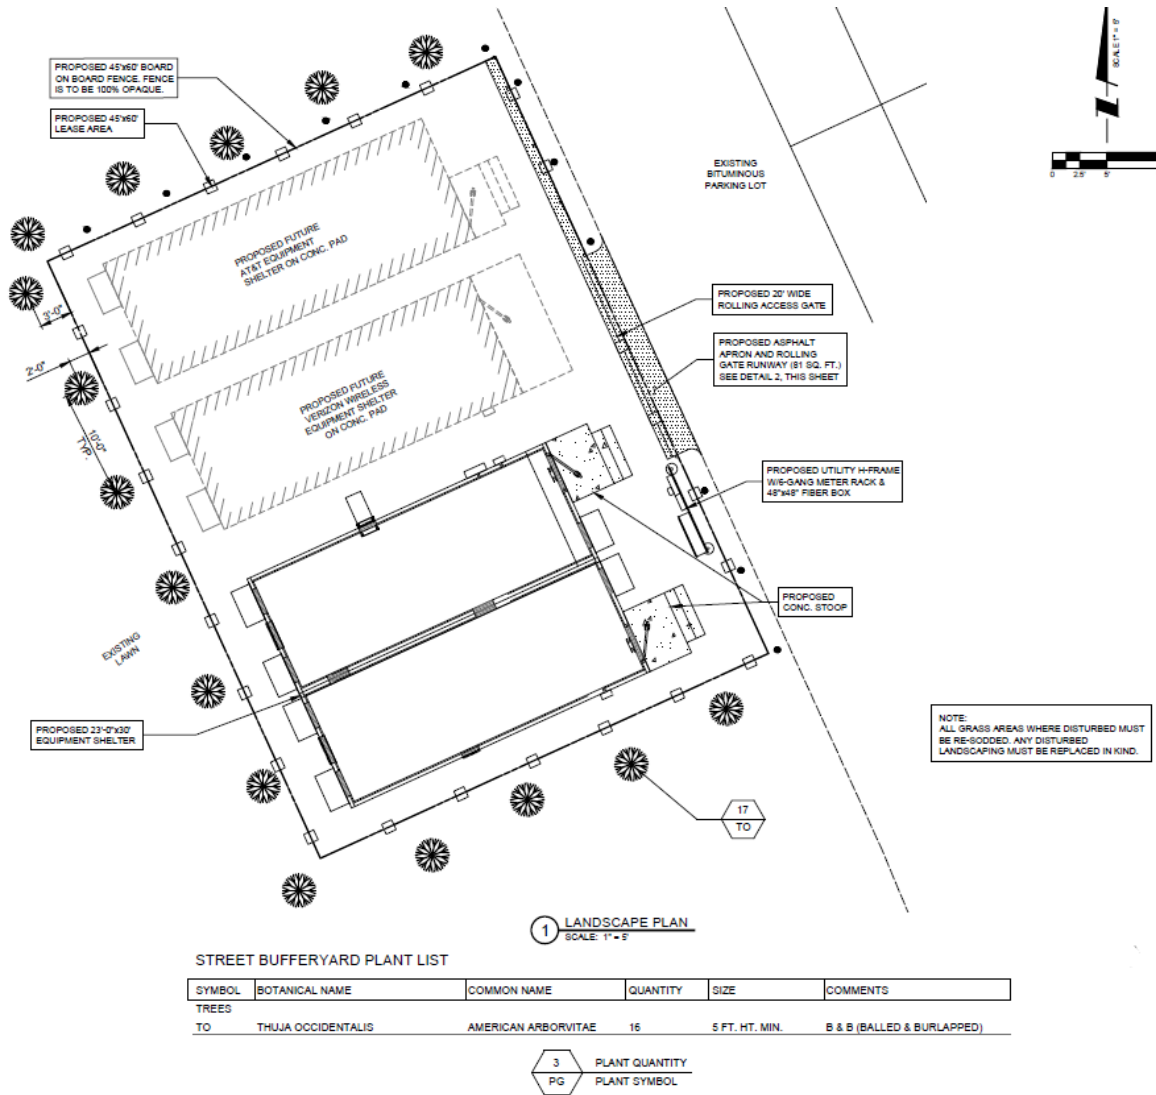 PROPOSED 45'x60' BOARD
ON BOARD FENCE. FENCE
IS TO BE 100% OPAQUE.
PROPOSED 45'x60'
LEASE AREA
SCALE 1" = 5'
N
0 2.5' 5'
EXISTING
BITUMINOUS
PARKING LOT
PROPOSED FUTURE
AT&T EQUIPMENT
SHELTER ON CONC. PAD
PROPOSED 20' WIDE
ROLLING ACCESS GATE
3'-0"
2'-0"
10'-0"
TYP.
PROPOSED ASPHALT
APRON AND ROLLING
GATE RUNWAY (81 SQ. FT.)
SEE DETAIL 2, THIS SHEET
PROPOSED FUTURE
VERIZON WIRELESS
EQUIPMENT SHELTER
ON CONC. PAD
PROPOSED UTILITY H-FRAME
W/6-GANG METER RACK &
48"x48" FIBER BOX
PROPOSED
CONC. STOOP
EXISTING
LAWN
PROPOSED 23'-0"x30'
EQUIPMENT SHELTER
NOTE:
ALL GRASS AREAS WHERE DISTURBED MUST
BE RE-SODDED. ANY DISTURBED
LANDSCAPING MUST BE REPLACED IN KIND.
17
TO
1 LANDSCAPE PLAN
SCALE: 1" = 5'
STREET BUFFERYARD PLANT LIST
SYMBOL BOTANICAL NAME COMMON NAME QUANTITY SIZE COMMENTS
TREES
TO THUJA OCCIDENTALIS AMERICAN ARBORVITAE 16 5 FT. HT. MIN. B & B (BALLED & BURLAPPED)
3 PLANT QUANTITY
PG PLANT SYMBOL